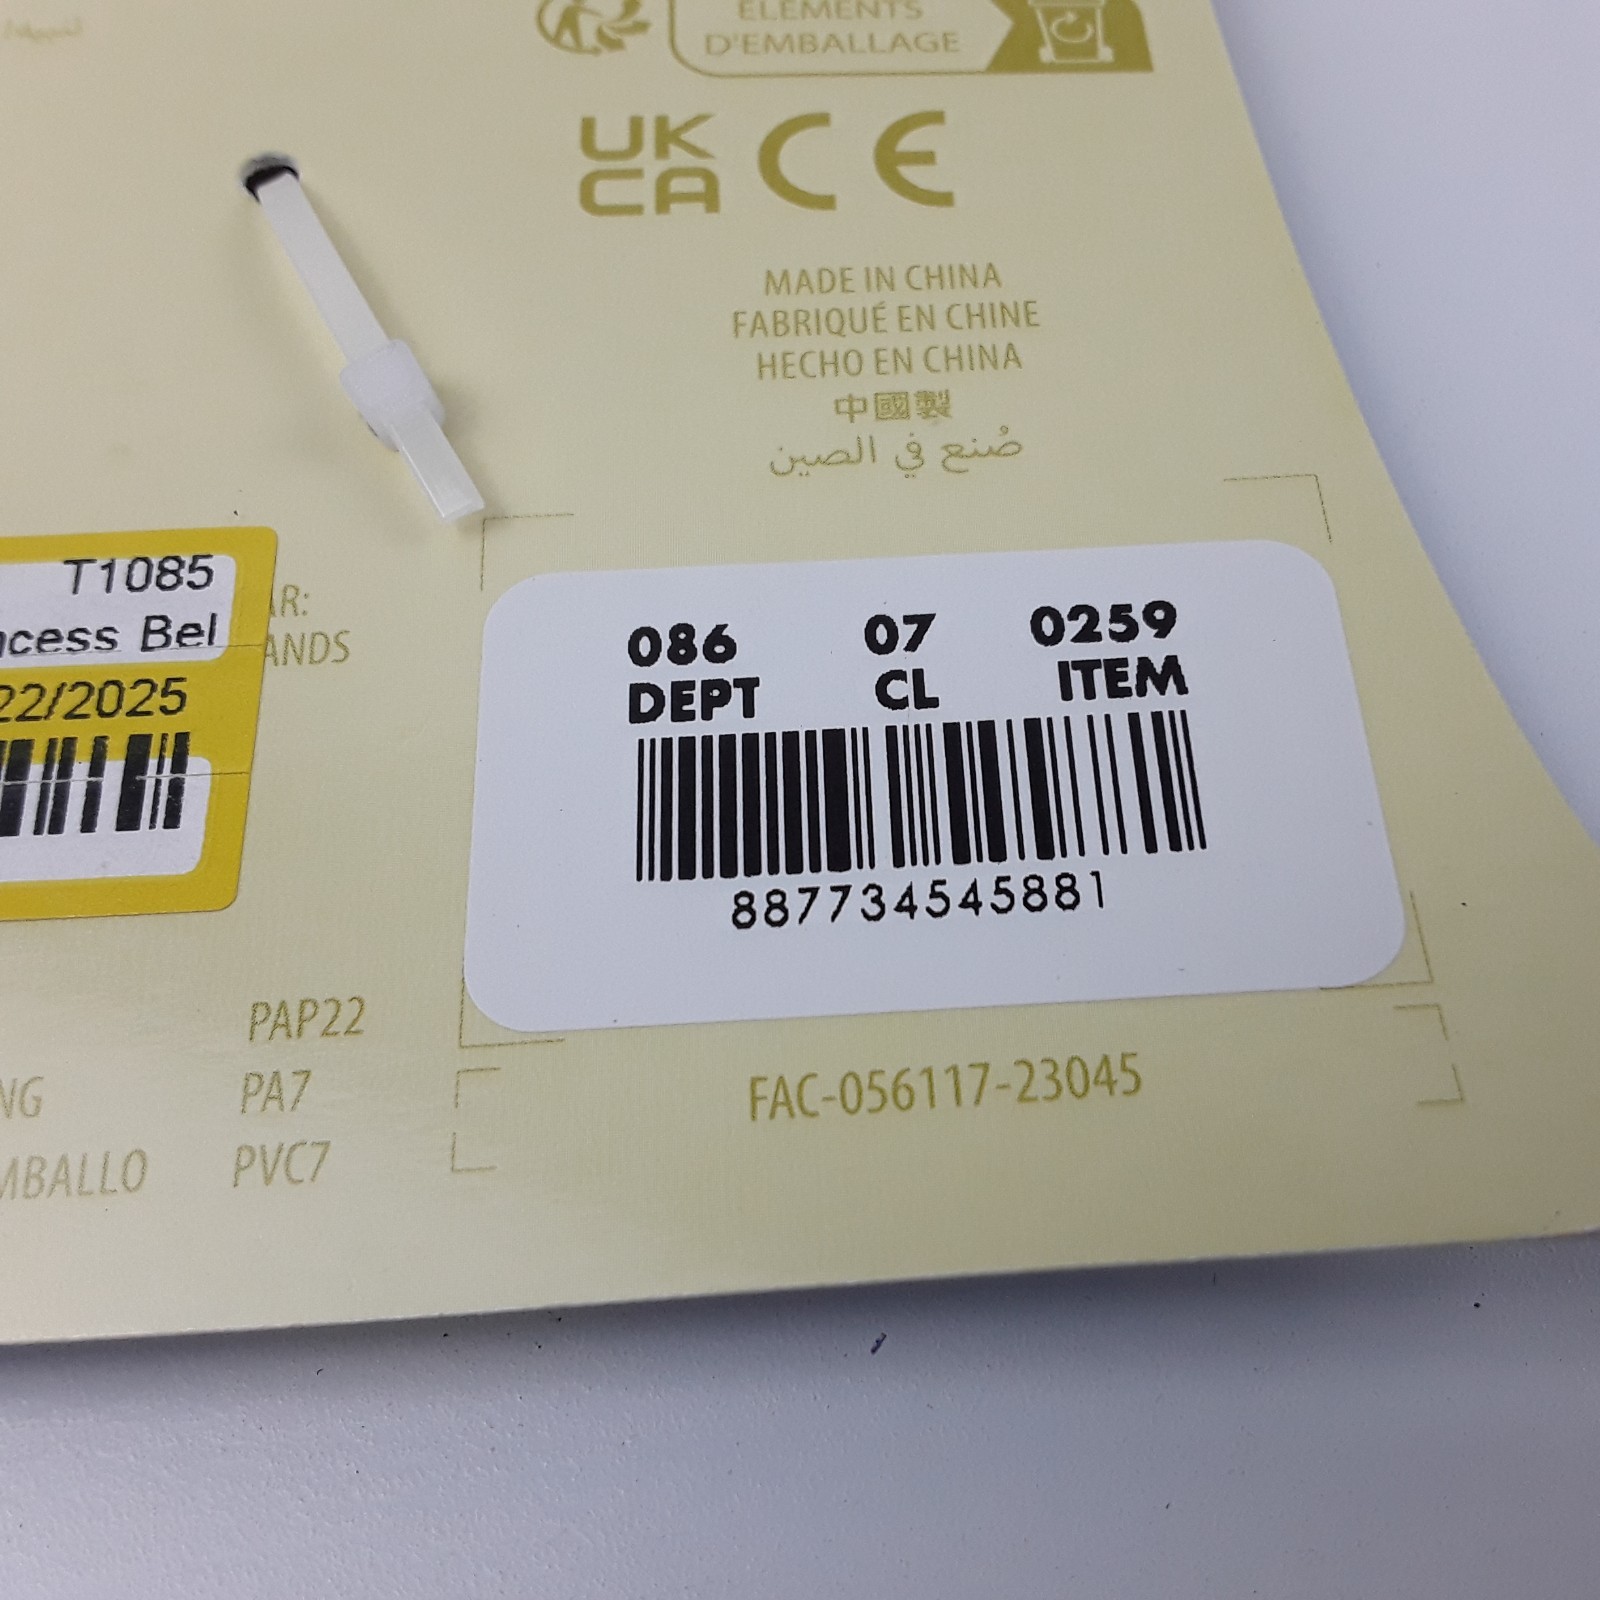 ÉLÉMENTS
D'EMBALLAGE
UK
CA CE
MADE IN CHINA
FABRIQUÉ EN CHINE
HECHO EN CHINA
中國製
صُنع في الصين
T1085
ncess Bel
22/2025
AR:
ANDS
086 07 0259
DEPT CL ITEM
887734545881
PAP22
NG PA7
MBALLO PVC7
FAC-056117-23045